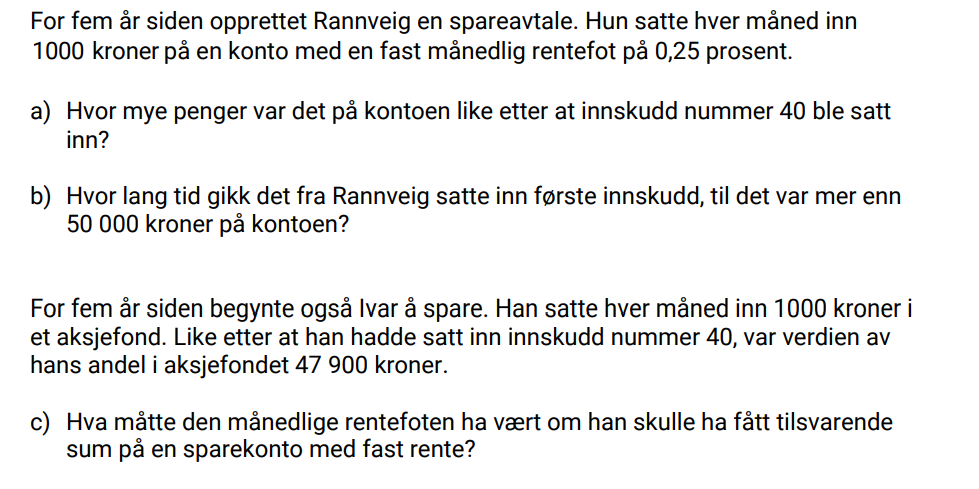 For fem år siden opprettet Rannveig en spareavtale. Hun satte hver måned inn
1000 kroner på en konto med en fast månedlig rentefot på 0,25 prosent.
a) Hvor mye penger var det på kontoen like etter at innskudd nummer 40 ble satt
inn?
b) Hvor lang tid gikk det fra Rannveig satte inn første innskudd, til det var mer enn
50 000 kroner på kontoen?
For fem år siden begynte også Ivar å spare. Han satte hver måned inn 1000 kroner i
et aksjefond. Like etter at han hadde satt inn innskudd nummer 40, var verdien av
hans andel i aksjefondet 47 900 kroner.
c) Hva måtte den månedlige rentefoten ha vært om han skulle ha fått tilsvarende
sum på en sparekonto med fast rente?